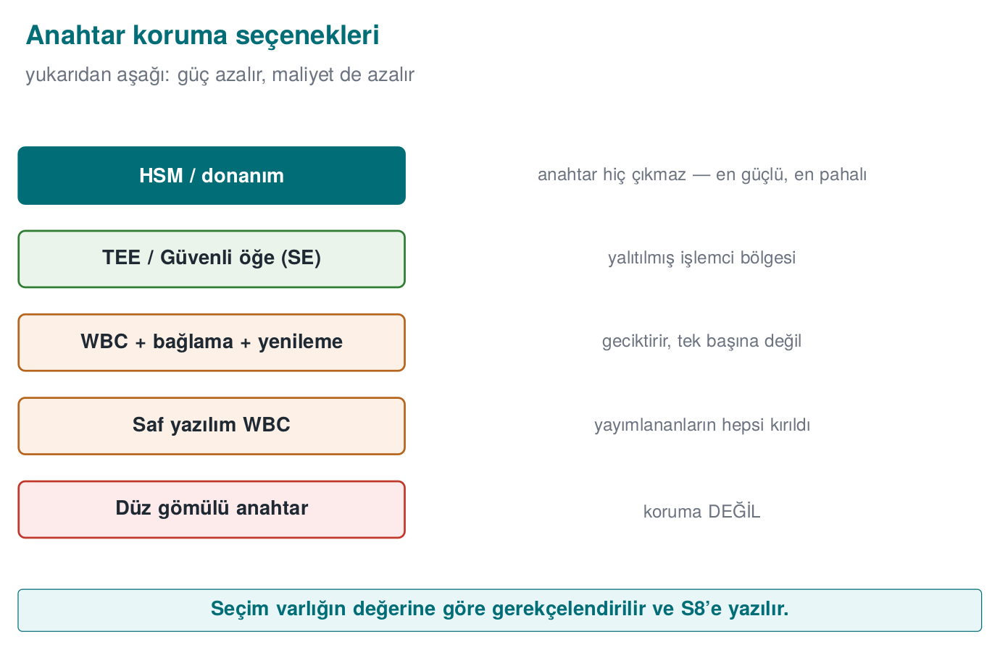 Anahtar koruma seçenekleri
yukarıdan aşağı: güç azalır, maliyet de azalır
HSM / donanım
anahtar hiç çıkmaz — en güçlü, en pahalı
TEE / Güvenli öğe (SE)
yalıtılmış işlemci bölgesi
WBC + bağlama + yenileme
geciktirir, tek başına değil
Saf yazılım WBC
yayımlananların hepsi kırıldı
Düz gömülü anahtar
koruma DEĞİL
Seçim varlığın değerine göre gerekçelendirilir ve S8’e yazılır.